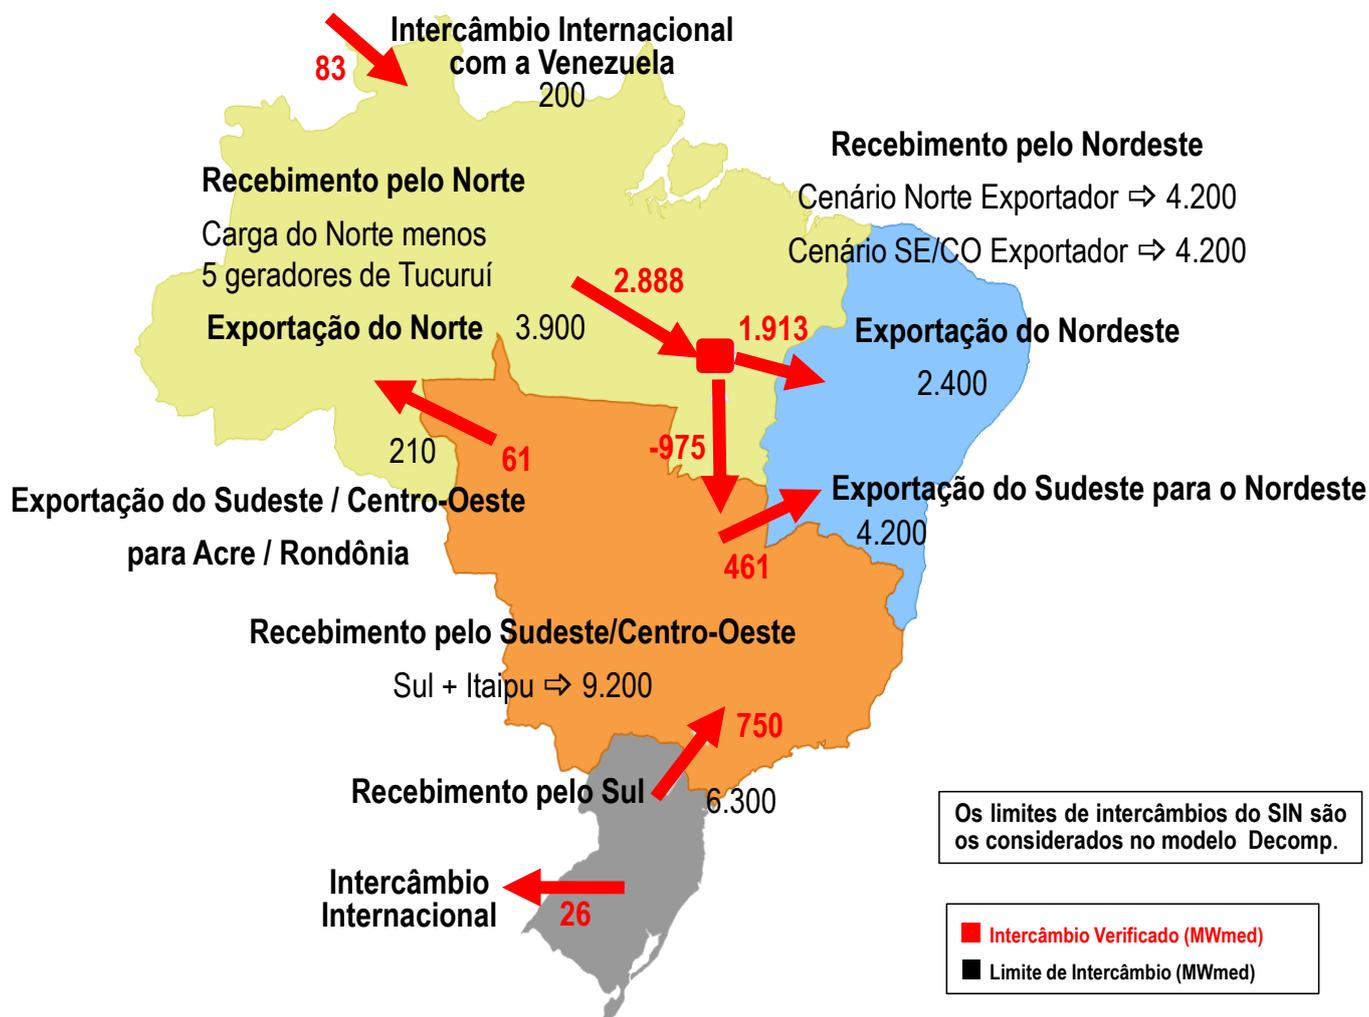 Intercâmbio Internacional
com a Venezuela
200
83
Recebimento pelo Nordeste
Cenário Norte Exportador ⇨ 4.200
Cenário SE/CO Exportador ⇨ 4.200
Recebimento pelo Norte
Carga do Norte menos
5 geradores de Tucuruí
2.888
Exportação do Norte 3.900
1.913
Exportação do Nordeste
2.400
210
61
-975
Exportação do Sudeste / Centro-Oeste
para Acre / Rondônia
Exportação do Sudeste para o Nordeste
4.200
461
Recebimento pelo Sudeste/Centro-Oeste
Sul + Itaipu ⇨ 9.200
750
Recebimento pelo Sul
6.300
Os limites de intercâmbios do SIN são
os considerados no modelo Decomp.
Intercâmbio
Internacional
26
Intercâmbio Verificado (MWmed)
Limite de Intercâmbio (MWmed)